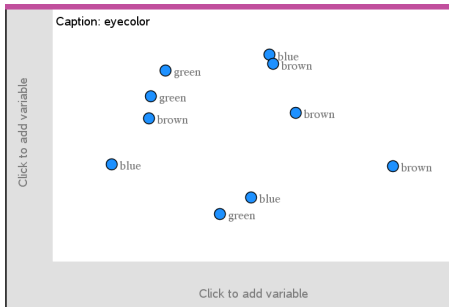 Caption: eyecolor
blue
brown
green
green
brown
brown
blue
brown
blue
green
Click to add variable
Click to add variable